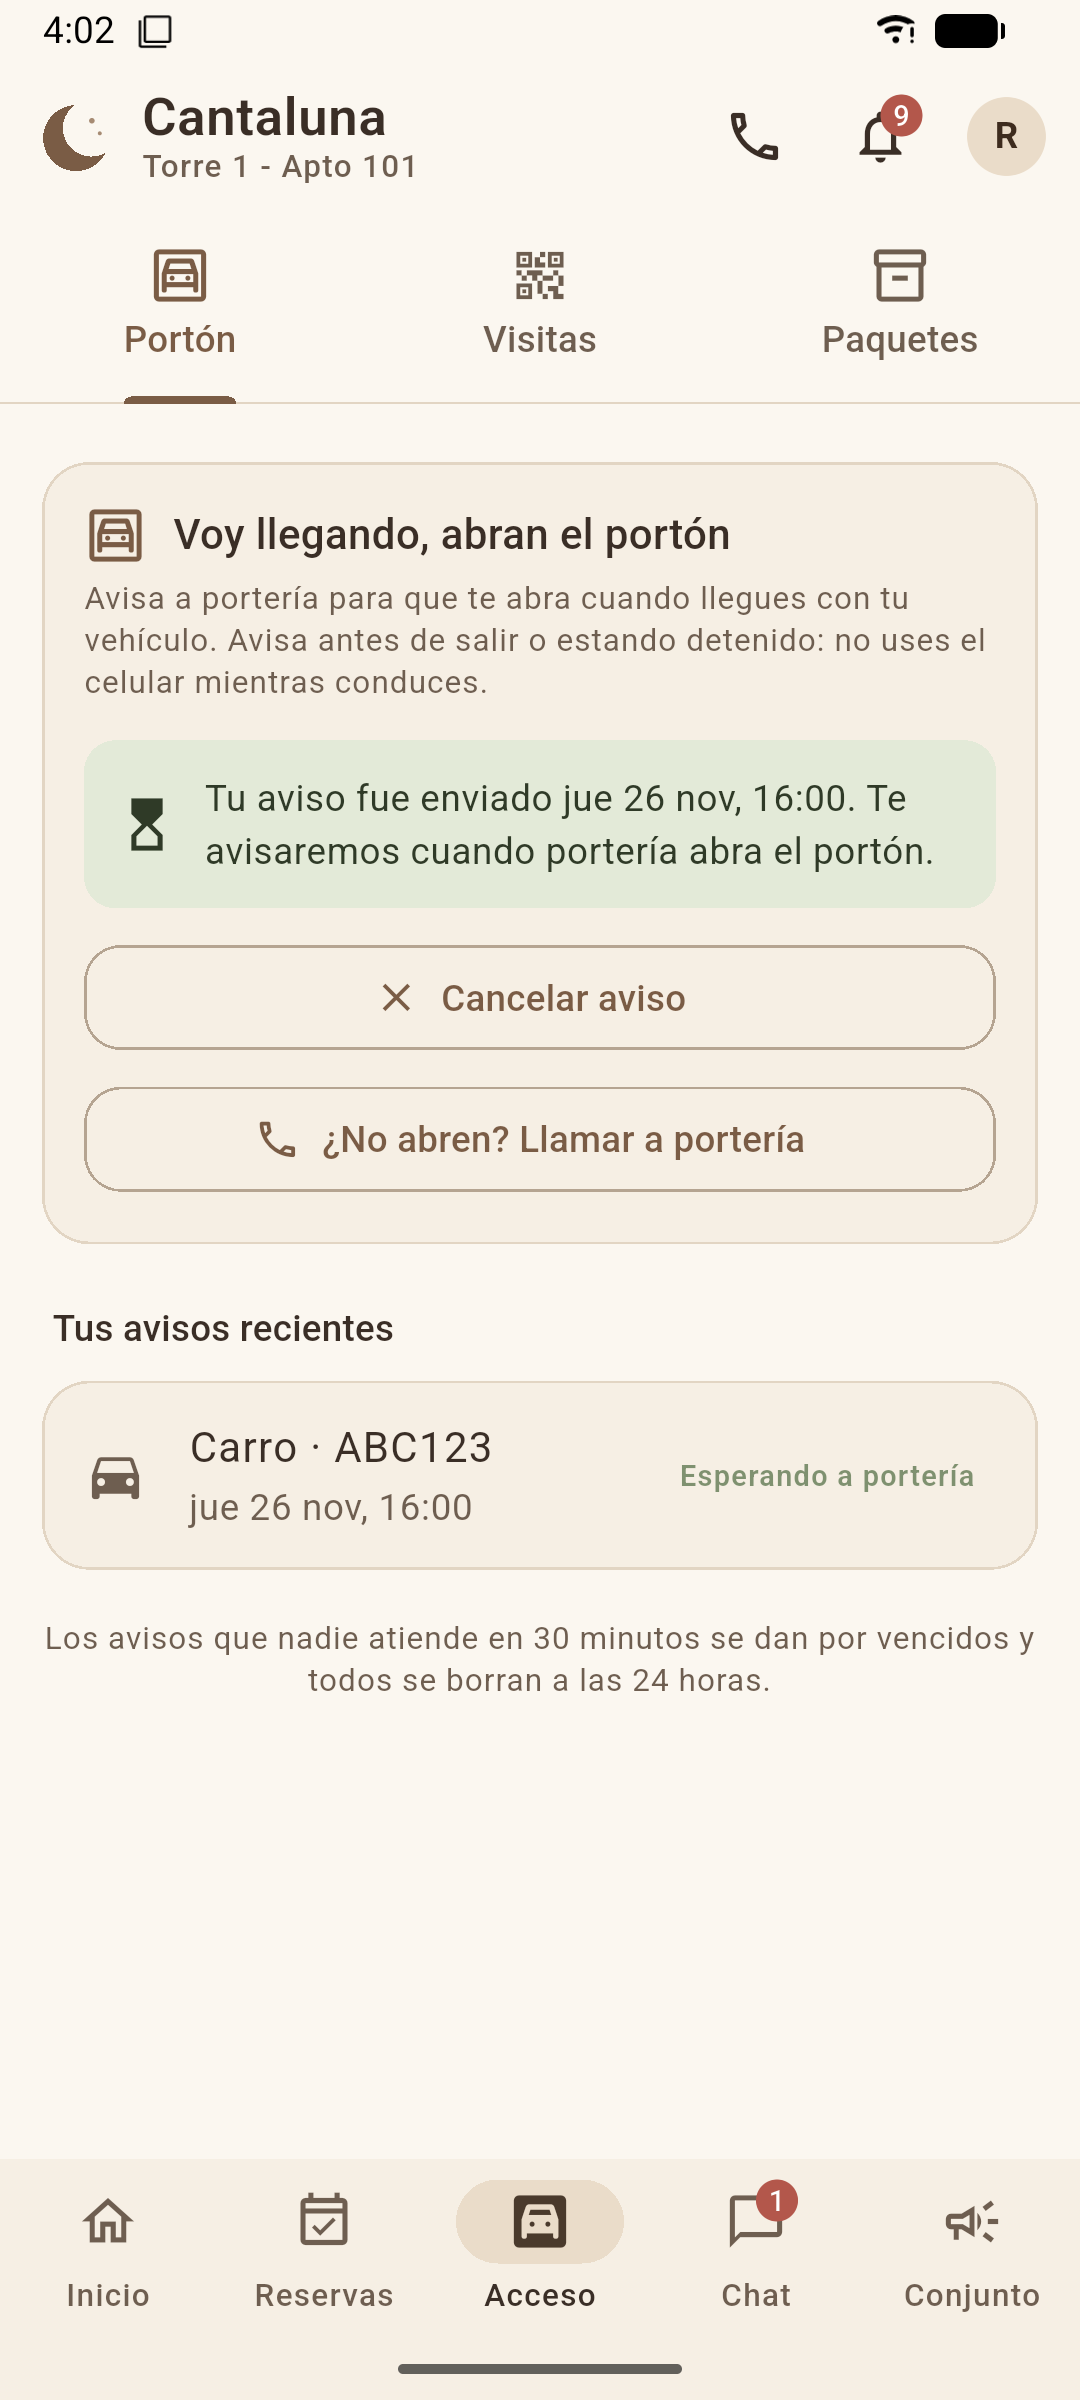 4:02
Cantaluna
Torre 1 - Apto 101
9
R
Portón
Visitas
Paquetes
Voy llegando, abran el portón
Avisa a portería para que te abra cuando llegues con tu
vehículo. Avisa antes de salir o estando detenido: no uses el
celular mientras conduces.
Tu aviso fue enviado jue 26 nov, 16:00. Te
avisaremos cuando portería abra el portón.
Cancelar aviso
¿No abren? Llamar a portería
Tus avisos recientes
Carro · ABC123
jue 26 nov, 16:00
Esperando a portería
Los avisos que nadie atiende en 30 minutos se dan por vencidos y
todos se borran a las 24 horas.
1
Inicio
Reservas
Acceso
Chat
Conjunto